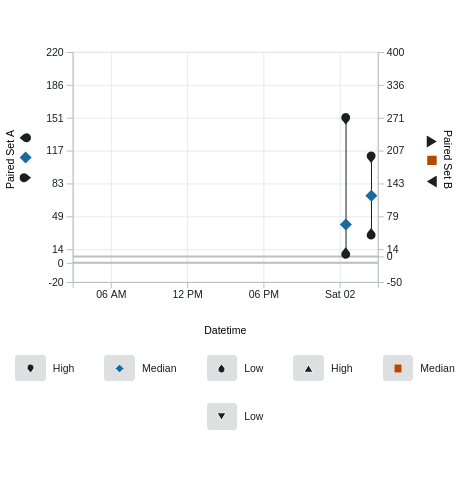 220 400
186 336
151 271
117 207
83 143
49 79
14 14
0 0
-20 -50
Paired Set A
Paired Set B
06 AM 12 PM 06 PM Sat 02
Datetime
High Median Low High Median
Low